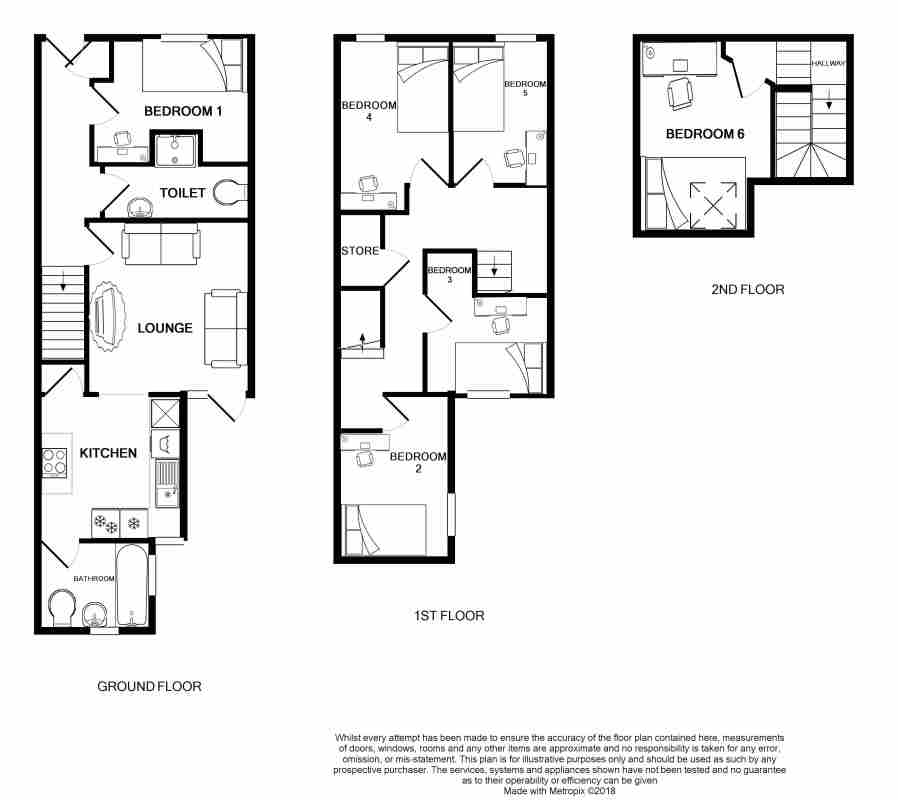 BEDROOM 1
TOILET
LOUNGE
KITCHEN
BATHROOM
GROUND FLOOR
BEDROOM
4
BEDROOM
5
STORE
BEDROOM
3
BEDROOM
2
1ST FLOOR
HALLWAY
BEDROOM 6
2ND FLOOR
Whilst every attempt has been made to ensure the accuracy of the floor plan contained here, measurements
of doors, windows, rooms and any other items are approximate and no responsibility is taken for any error,
omission, or mis-statement. This plan is for illustrative purposes only and should be used as such by any
prospective purchaser. The services, systems and appliances shown have not been tested and no guarantee
as to their operability or efficiency can be given
Made with Metropix ©2018